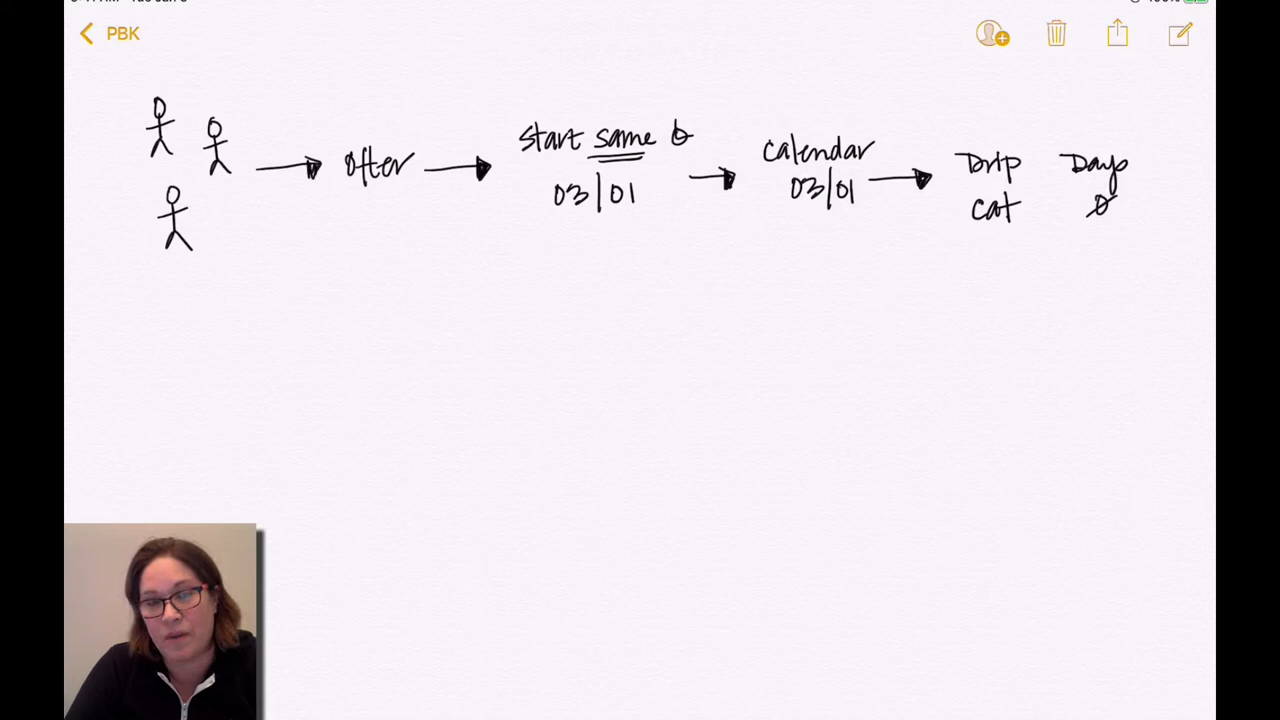 PBK
offer
start same
03|01
calendar
03/01
Drip Days
cat 0